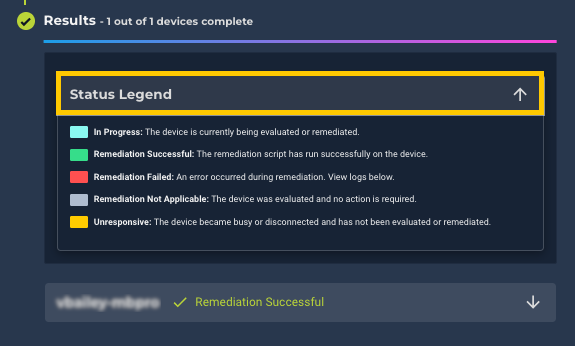 Results - 1 out of 1 devices complete
Status Legend
In Progress: The device is currently being evaluated or remediated.
Remediation Successful: The remediation script has run successfully on the device.
Remediation Failed: An error occurred during remediation. View logs below.
Remediation Not Applicable: The device was evaluated and no action is required.
Unresponsive: The device became busy or disconnected and has not been evaluated or remediated.
Remediation Successful